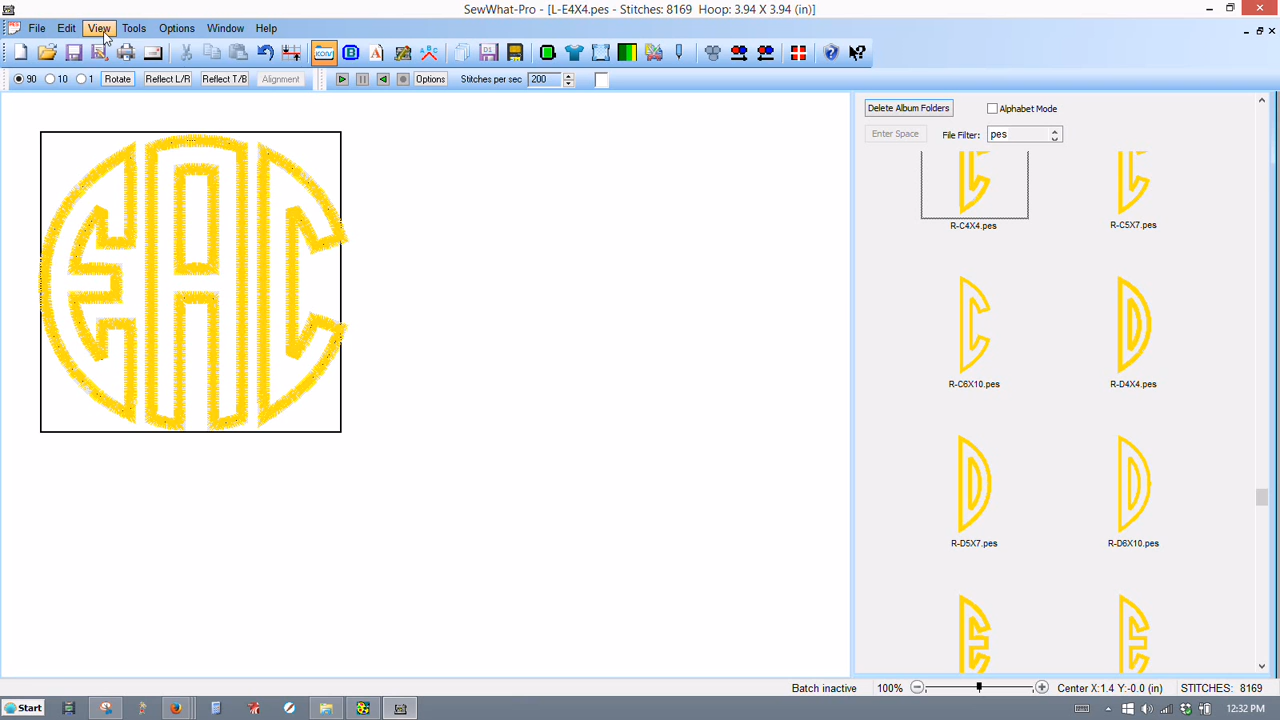 SewWhat-Pro - [L-E4X4.pes - Stitches: 8169 Hoop: 3.94 X 3.94 (in)]
File Edit View Tools Options Window Help
90 10 1 Rotate Reflect L/R Reflect T/B Alignment Options Stitches per sec 200
Delete Album Folders Alphabet Mode
Enter Space File Filter: pes
R-C4X4.pes R-C5X7.pes
R-C6X10.pes R-D4X4.pes
R-D5X7.pes R-D6X10.pes
EAC
Batch inactive 100% Center X:1.4 Y:-0.0 (in) STITCHES: 8169
Start 12:32 PM